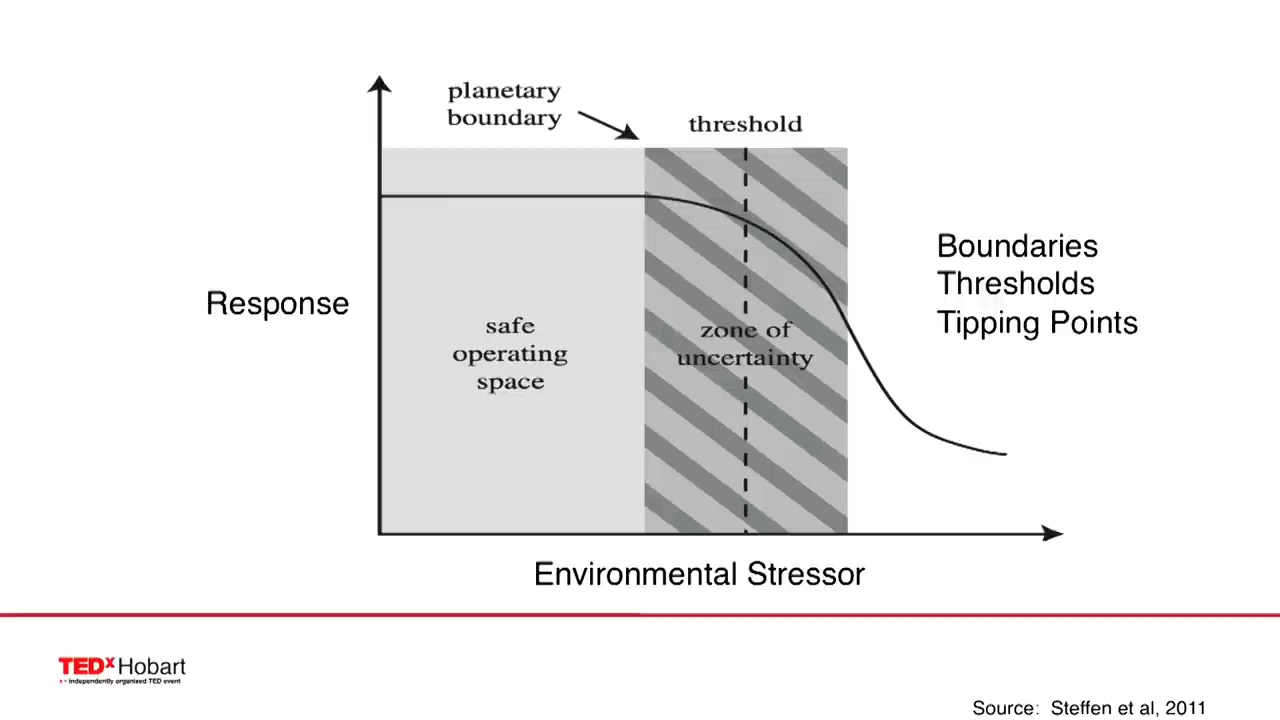 planetary
boundary
threshold
Response
safe
operating
space
zone of
uncertainty
Boundaries
Thresholds
Tipping Points
Environmental Stressor
TEDx Hobart
x = independently organised TED event
Source: Steffen et al, 2011